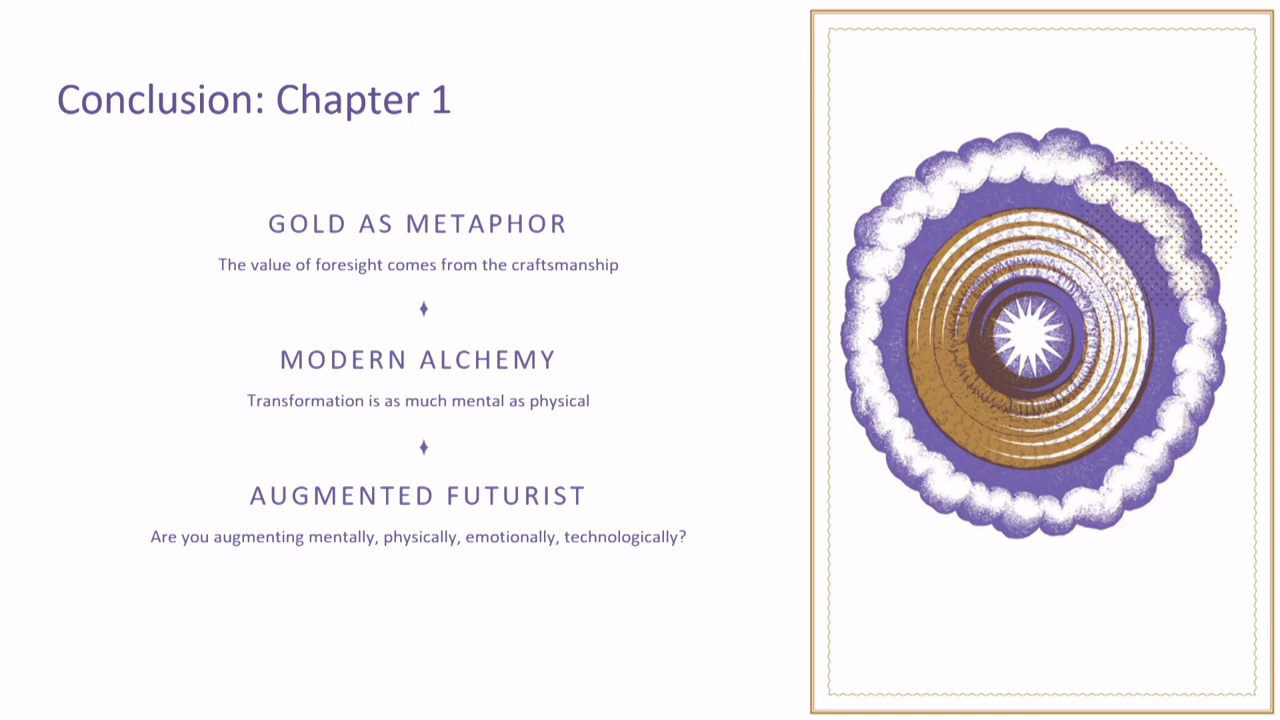 Conclusion: Chapter 1
GOLD AS METAPHOR
The value of foresight comes from the craftsmanship
MODERN ALCHEMY
Transformation is as much mental as physical
AUGMENTED FUTURIST
Are you augmenting mentally, physically, emotionally, technologically?